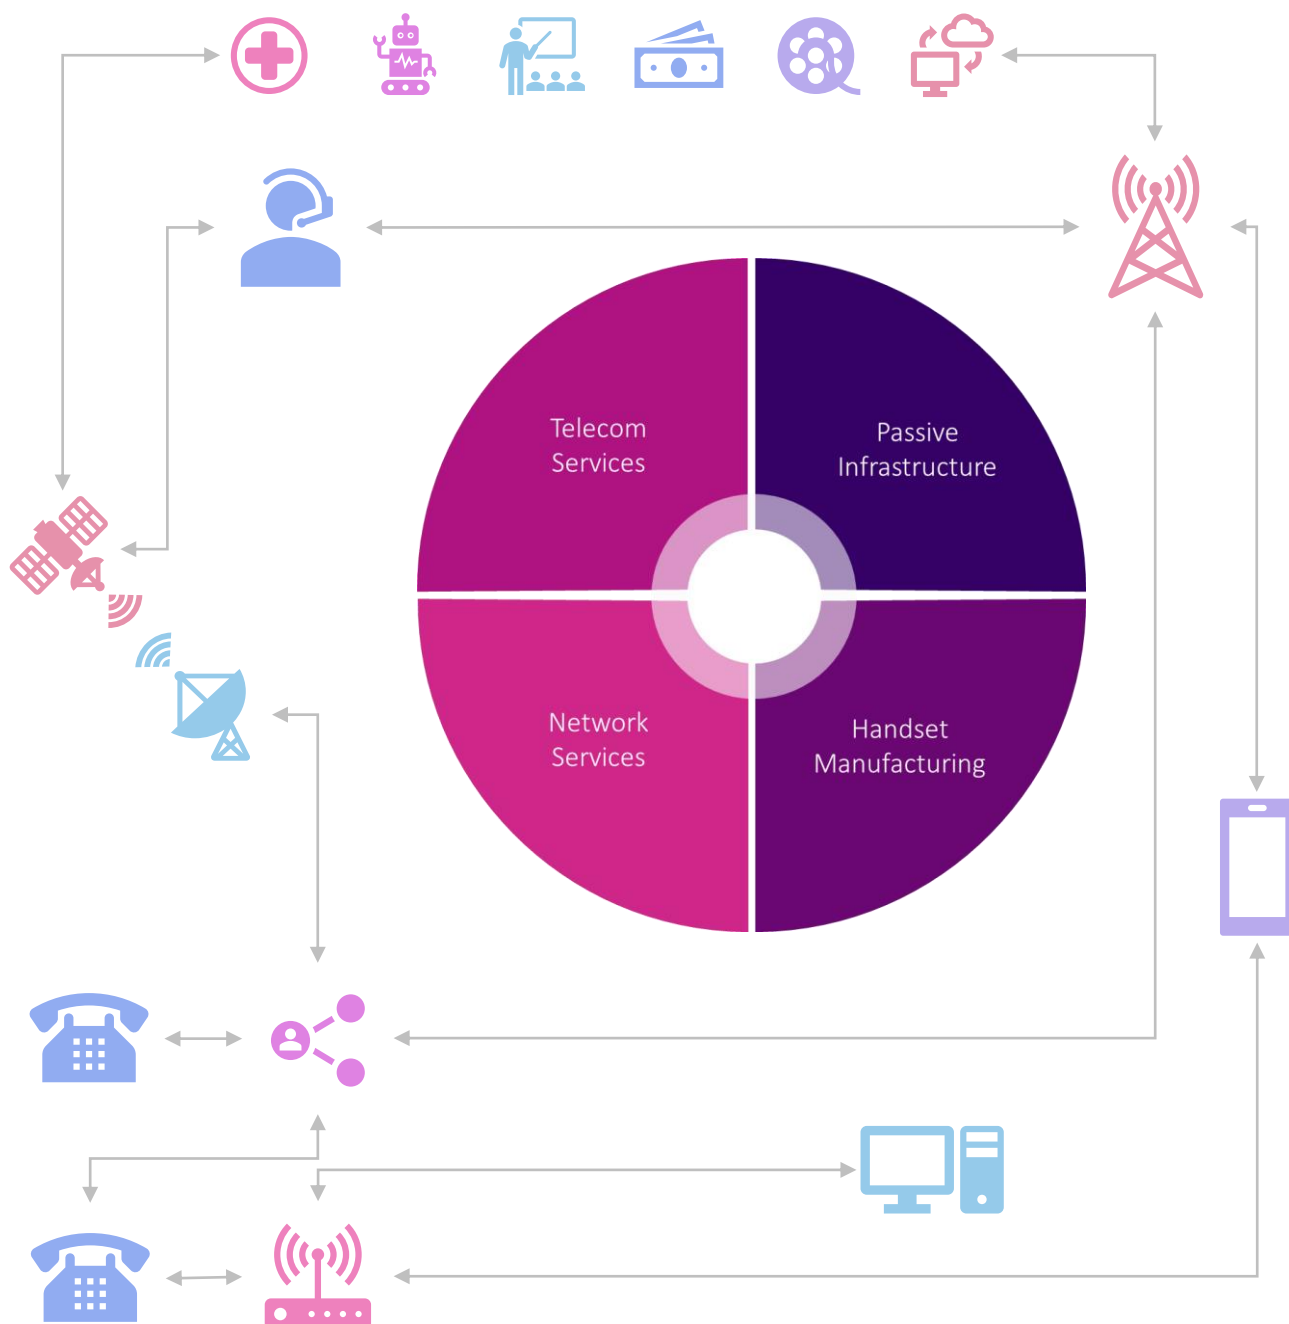 Telecom
Services
Passive
Infrastructure
Network
Services
Handset
Manufacturing